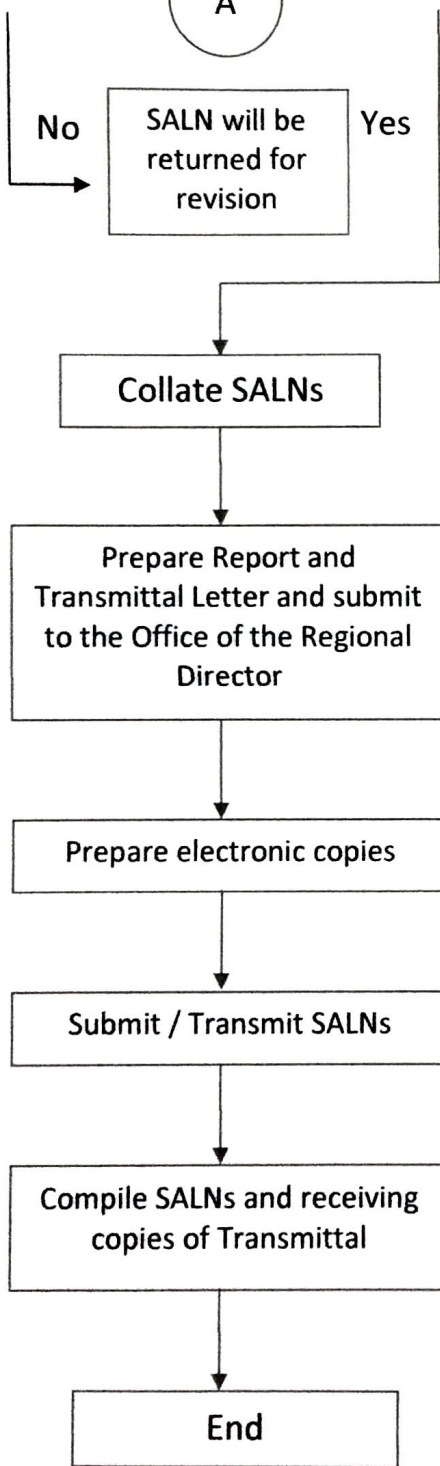 A
No
SALN will be
returned for
revision
Yes
Collate SALNs
Prepare Report and
Transmittal Letter and submit
to the Office of the Regional
Director
Prepare electronic copies
Submit / Transmit SALNs
Compile SALNs and receiving
copies of Transmittal
End